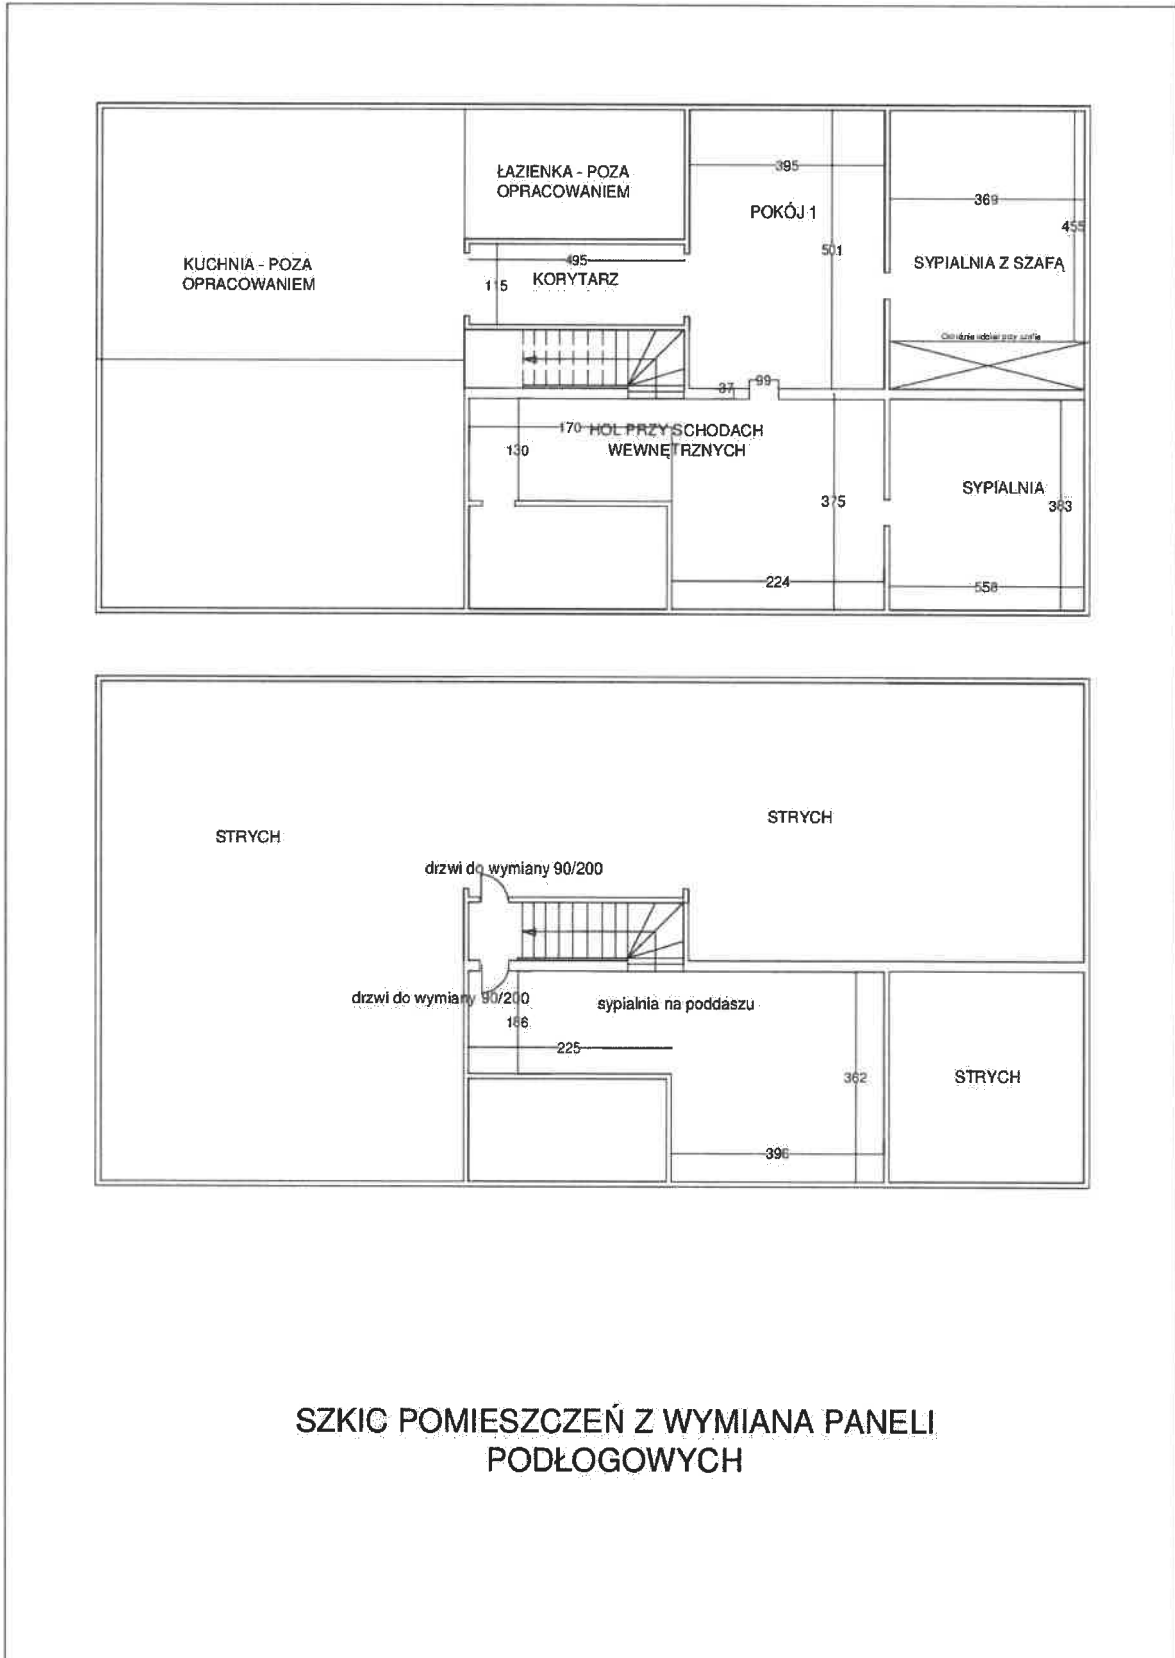 ŁAZIENKA - POZA
OPRACOWANIEM
395
POKÓJ 1
369
455
501
KUCHNIA - POZA
OPRACOWANIEM
495
KORYTARZ
115
SYPIALNIA Z SZAFĄ
przy szafie
37
99
170
HOL PRZY SCHODACH
WEWNĘTRZNYCH
130
SYPIALNIA
375
383
224
558
STRYCH
STRYCH
drzwi do wymiany 90/200
drzwi do wymiany 90/200
sypialnia na poddaszu
186
225
362
STRYCH
396
SZKIC POMIESZCZEŃ Z WYMIANA PANELI
PODŁOGOWYCH